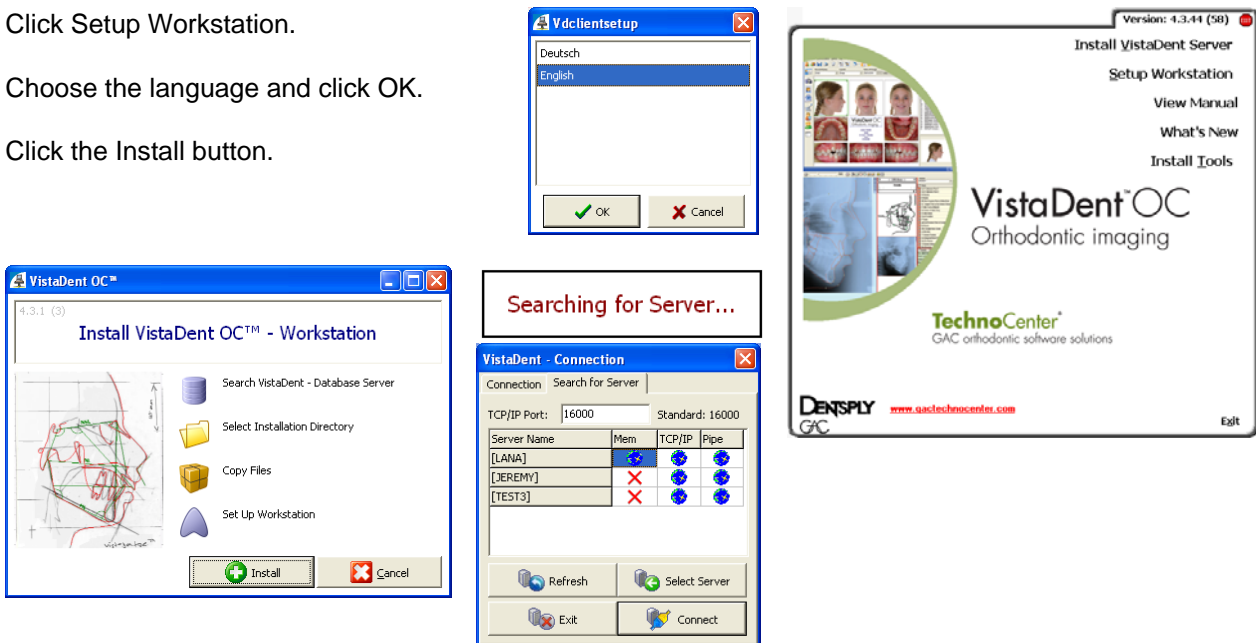 Click Setup Workstation.
Choose the language and click OK.
Click the Install button.
Vdclientsetup
Deutsch
English
OK
Cancel
Version: 4.3.44 (58)
Install VistaDent Server
Setup Workstation
View Manual
What's New
Install Tools
VistaDent™OC
Orthodontic imaging
TechnoCenter
GAC orthodontic software solutions
DENTSPLY
GAC
www.gactechnocenter.com
Exit
VistaDent OC™
4.3.1 (3)
Install VistaDent OC™ - Workstation
Search VistaDent - Database Server
Select Installation Directory
Copy Files
Set Up Workstation
Install
Cancel
Searching for Server...
VistaDent - Connection
Connection Search for Server
TCP/IP Port: 16000 Standard: 16000
Server Name Mem TCP/IP Pipe
[LANA]
[JEREMY]
[TEST3]
Refresh Select Server
Exit Connect